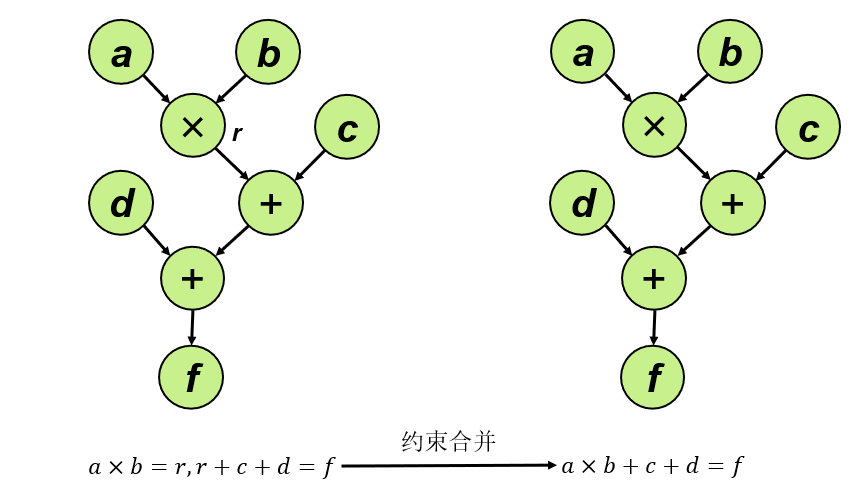 a b a b
× r c × c
d + d +
+ +
f f
约束合并
a × b = r, r + c + d = f a × b + c + d = f